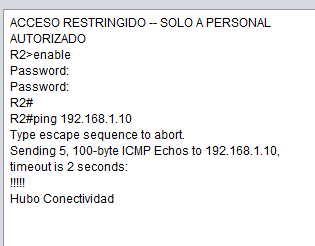 ACCESO RESTRINGIDO -- SOLO A PERSONAL
AUTORIZADO
R2>enable
Password:
Password:
R2#
R2#ping 192.168.1.10
Type escape sequence to abort.
Sending 5, 100-byte ICMP Echos to 192.168.1.10,
timeout is 2 seconds:
!!!!!
Hubo Conectividad